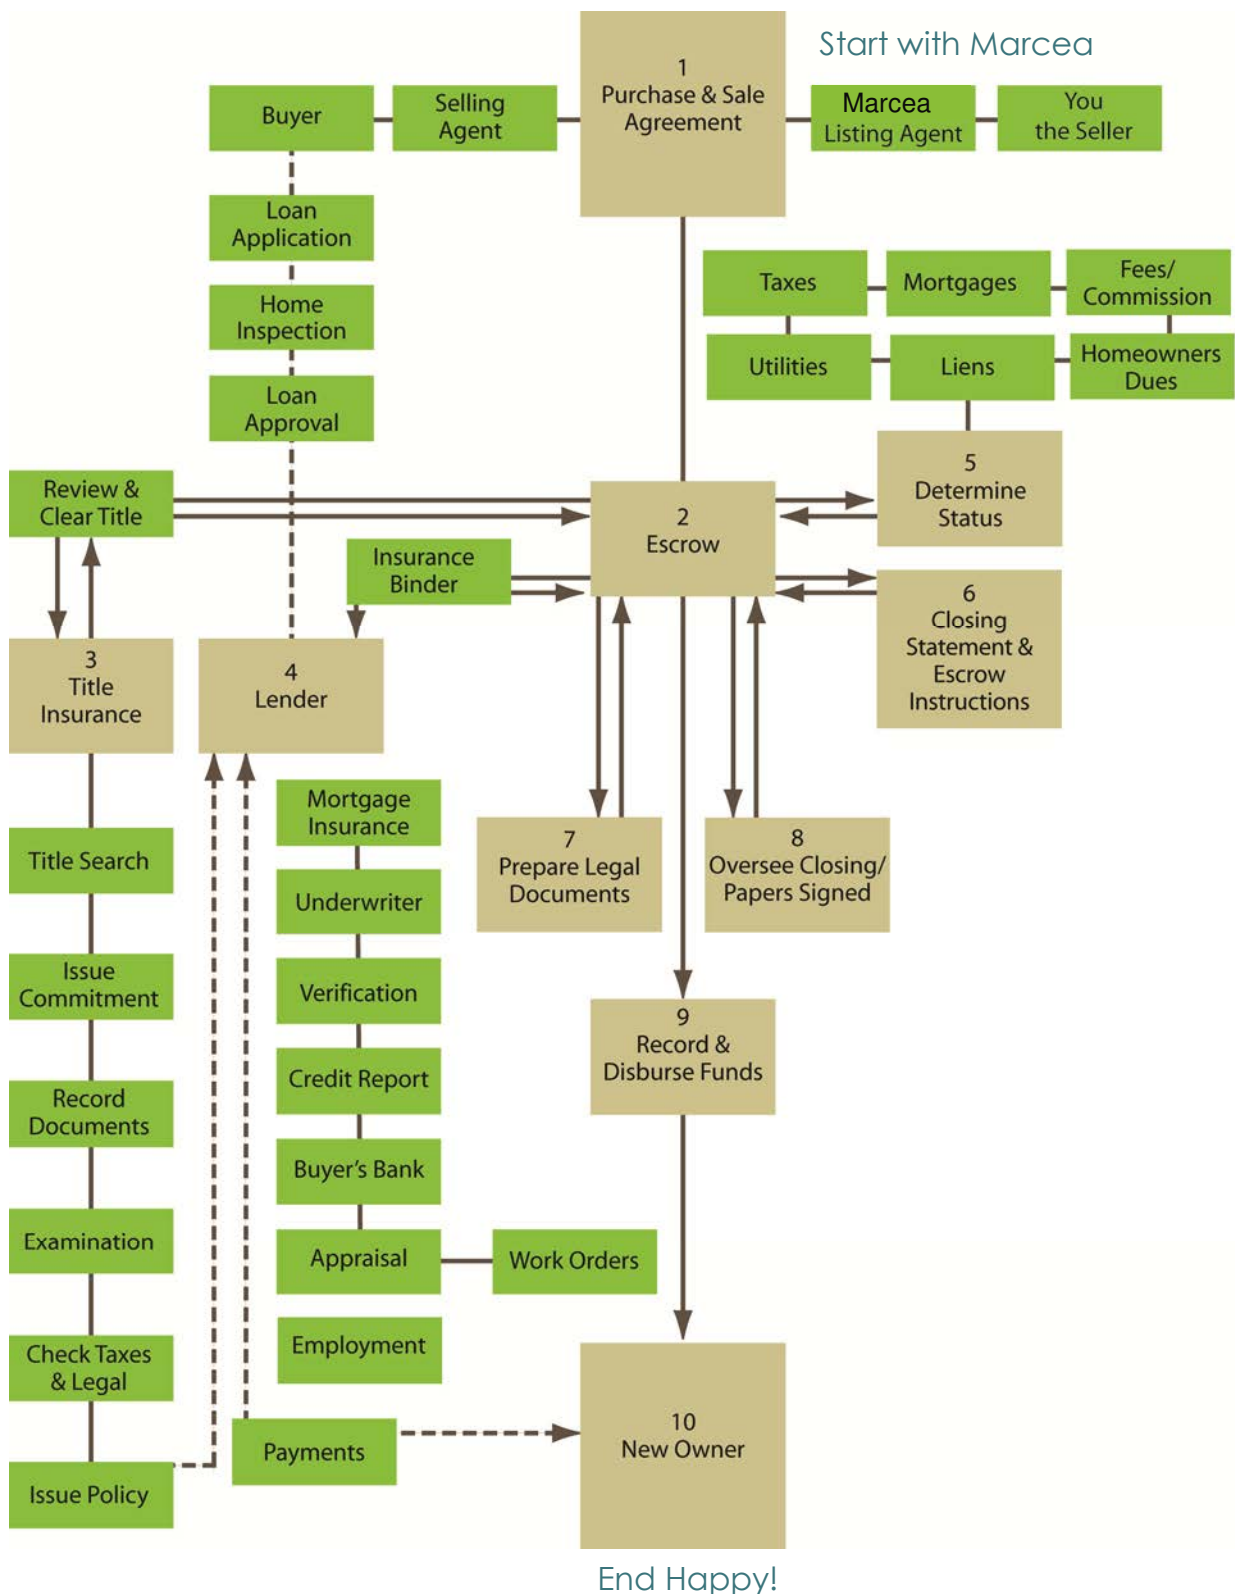 Start with Marcea
1
Purchase & Sale
Agreement
Buyer
Selling
Agent
Marcea
Listing Agent
You
the Seller
Loan
Application
Home
Inspection
Loan
Approval
Taxes
Mortgages
Fees/
Commission
Utilities
Liens
Homeowners
Dues
5
Determine
Status
Review &
Clear Title
2
Escrow
Insurance
Binder
6
Closing
Statement &
Escrow
Instructions
3
Title
Insurance
4
Lender
Mortgage
Insurance
7
Prepare Legal
Documents
8
Oversee Closing/
Papers Signed
Title Search
Underwriter
Issue
Commitment
Verification
9
Record &
Disburse Funds
Credit Report
Record
Documents
Buyer’s Bank
Examination
Appraisal
Work Orders
Employment
Check Taxes
& Legal
Payments
10
New Owner
Issue Policy
End Happy!